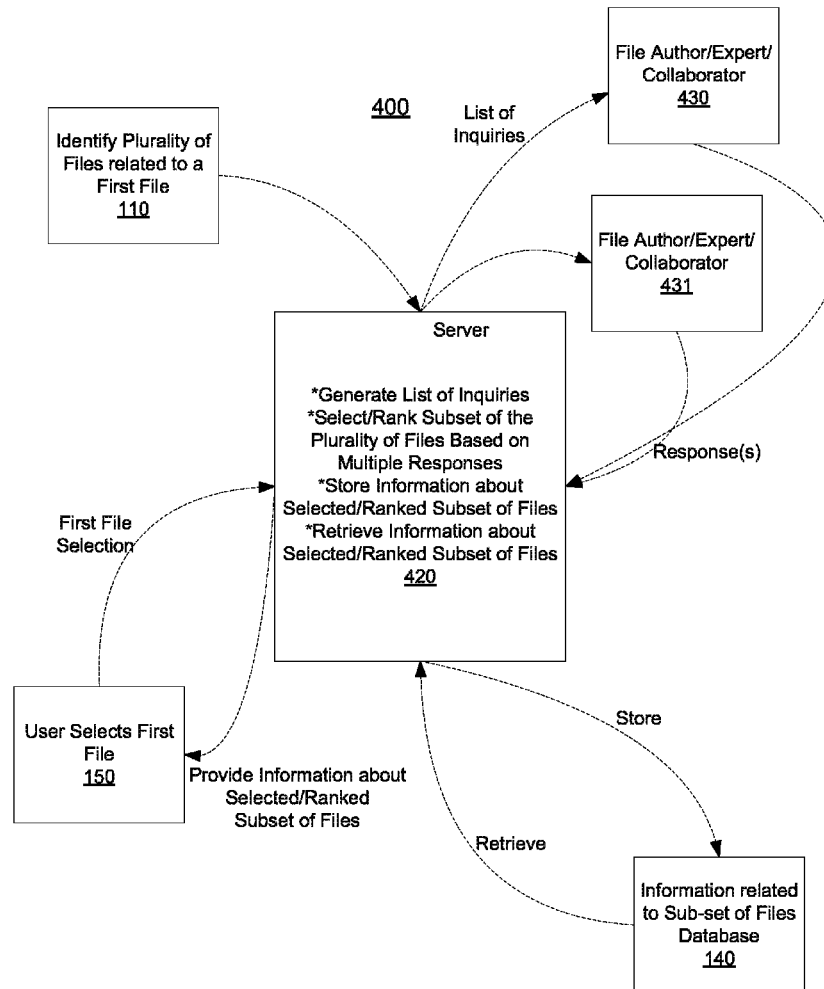 File Author/Expert/
Collaborator
430
400
List of
Inquiries
Identify Plurality of
Files related to a
First File
110
File Author/Expert/
Collaborator
431
Server
*Generate List of Inquiries
*Select/Rank Subset of the
Plurality of Files Based on
Multiple Responses
*Store Information about
Selected/Ranked Subset of Files
*Retrieve Information about
Selected/Ranked Subset of Files
420
Response(s)
First File
Selection
User Selects First
File
150
Provide Information about
Selected/Ranked
Subset of Files
Store
Retrieve
Information related
to Sub-set of Files
Database
140